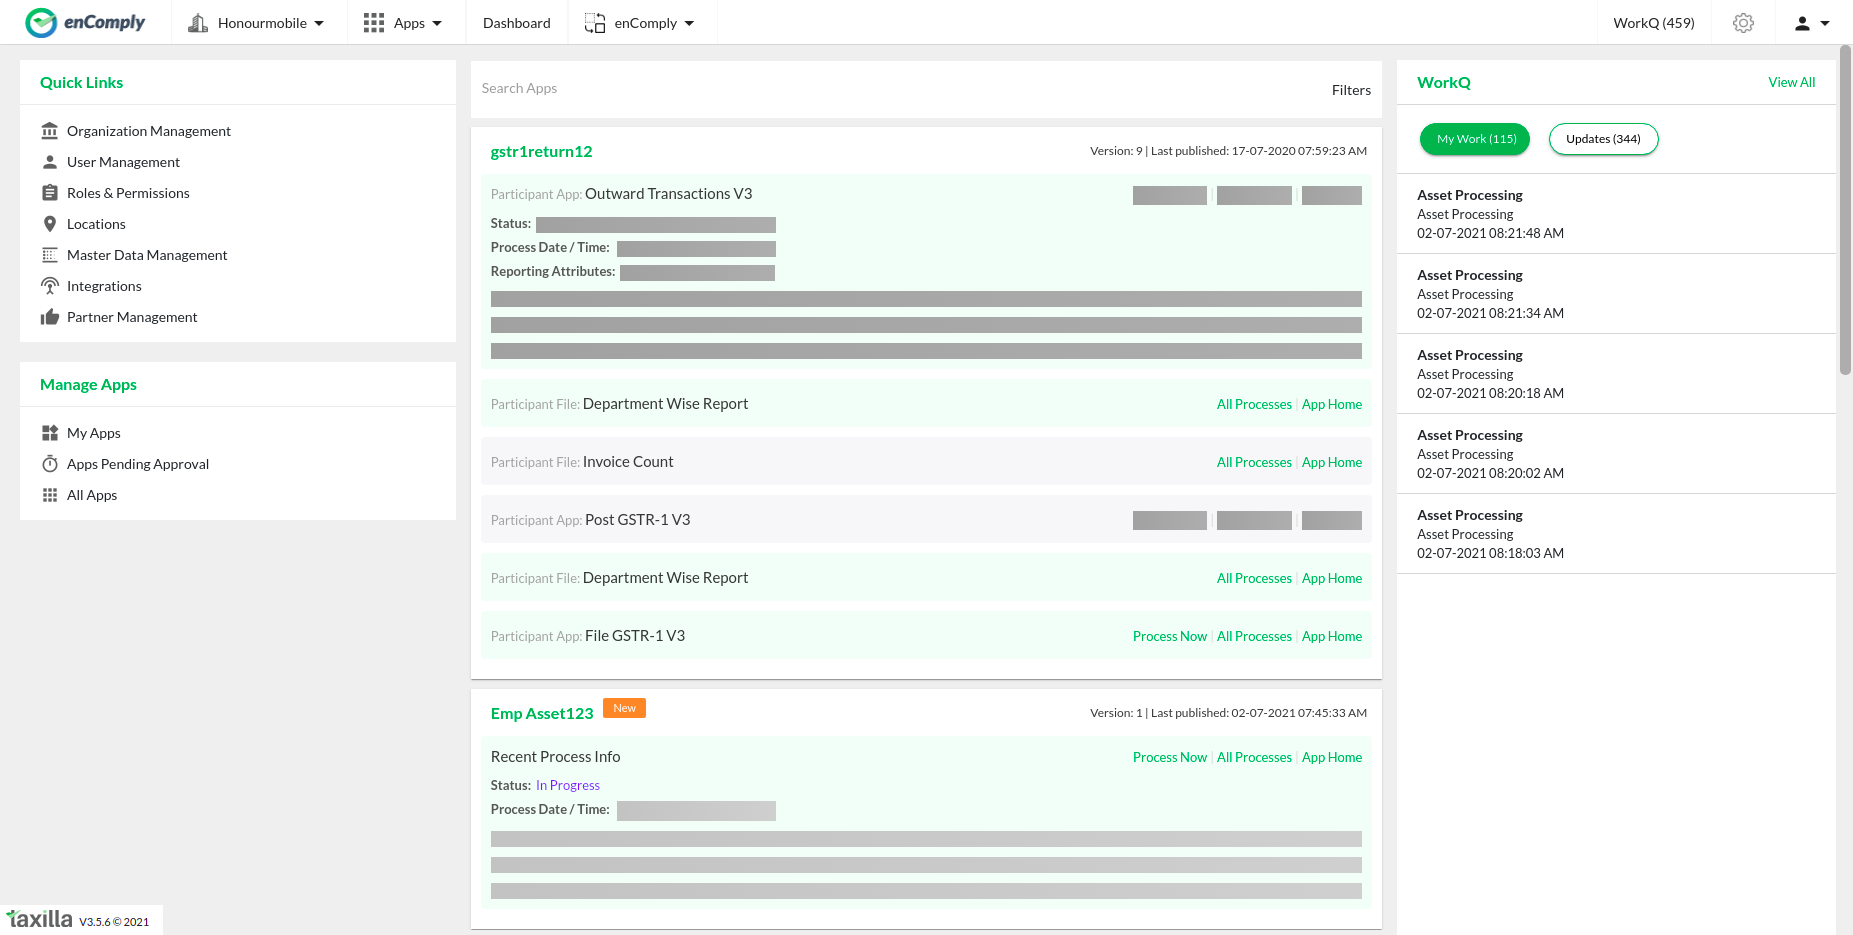 enComply
Honourmobile
Apps
Dashboard
enComply
WorkQ (459)
Quick Links
Organization Management
User Management
Roles & Permissions
Locations
Master Data Management
Integrations
Partner Management
Manage Apps
My Apps
Apps Pending Approval
All Apps
Search Apps
Filters
gstr1return12
Version: 9 | Last published: 17-07-2020 07:59:23 AM
Participant App: Outward Transactions V3
Status:
Process Date / Time:
Reporting Attributes:
Participant File: Department Wise Report
All Processes | App Home
Participant File: Invoice Count
All Processes | App Home
Participant App: Post GSTR-1 V3
Participant File: Department Wise Report
All Processes | App Home
Participant App: File GSTR-1 V3
Process Now | All Processes | App Home
Emp Asset123
New
Version: 1 | Last published: 02-07-2021 07:45:33 AM
Recent Process Info
Process Now | All Processes | App Home
Status: In Progress
Process Date / Time:
WorkQ
View All
My Work (115)
Updates (344)
Asset Processing
Asset Processing
02-07-2021 08:21:48 AM
Asset Processing
Asset Processing
02-07-2021 08:21:34 AM
Asset Processing
Asset Processing
02-07-2021 08:20:18 AM
Asset Processing
Asset Processing
02-07-2021 08:20:02 AM
Asset Processing
Asset Processing
02-07-2021 08:18:03 AM
taxilla V3.5.6 © 2021